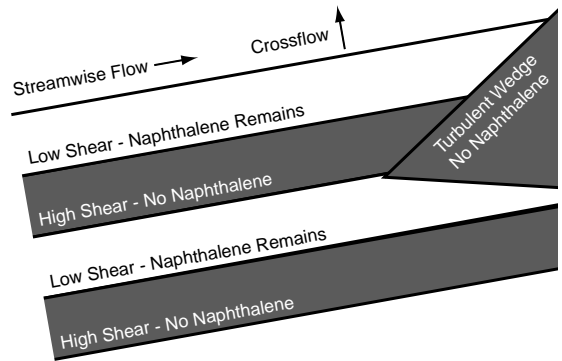 Crossflow
Streamwise Flow
Turbulent Wedge
No Naphthalene
Low Shear - Naphthalene Remains
High Shear - No Naphthalene
Low Shear - Naphthalene Remains
High Shear - No Naphthalene